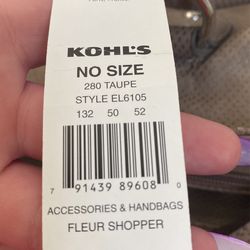 KOHL'S
NO SIZE
280 TAUPE
STYLE EL6105
132 50 52
7 91439 89608 0
ACCESSORIES & HANDBAGS
FLEUR SHOPPER